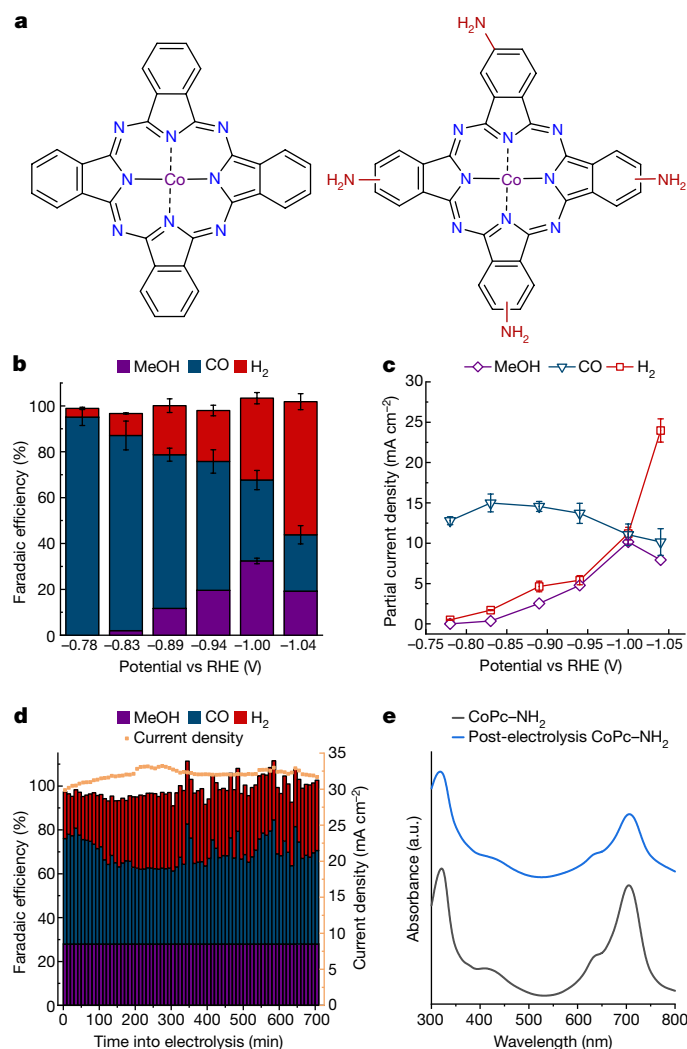 a
N N N N N N N N Co
H₂N H₂N NH₂ NH₂ N N N N N N N N Co
b
MeOH CO H₂
Faradaic efficiency (%)
100
80
60
40
20
0
−0.78 −0.83 −0.89 −0.94 −1.00 −1.04
Potential vs RHE (V)
c
MeOH CO H₂
Partial current density (mA cm⁻²)
30
25
20
15
10
5
0
−0.75 −0.80 −0.85 −0.90 −0.95 −1.00 −1.05
Potential vs RHE (V)
d
MeOH CO H₂
Current density
Faradaic efficiency (%)
100
80
60
40
20
0
35
30
25
20
15
10
5
0
Current density (mA cm⁻²)
0 100 200 300 400 500 600 700
Time into electrolysis (min)
e
CoPc–NH₂
Post-electrolysis CoPc–NH₂
Absorbance (a.u.)
300 400 500 600 700 800
Wavelength (nm)